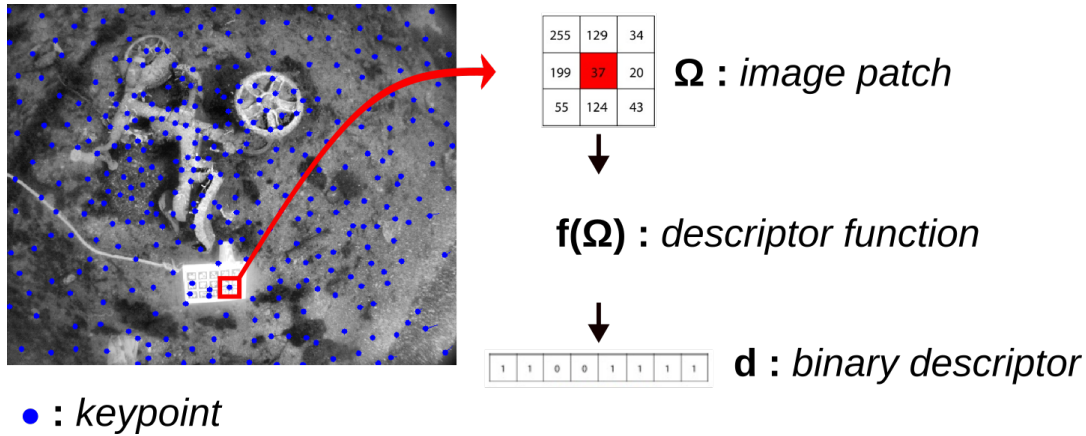 255 129 34
199 37 20
55 124 43
Ω : image patch
f(Ω) : descriptor function
1 1 0 0 1 1 1 1
d : binary descriptor
: keypoint